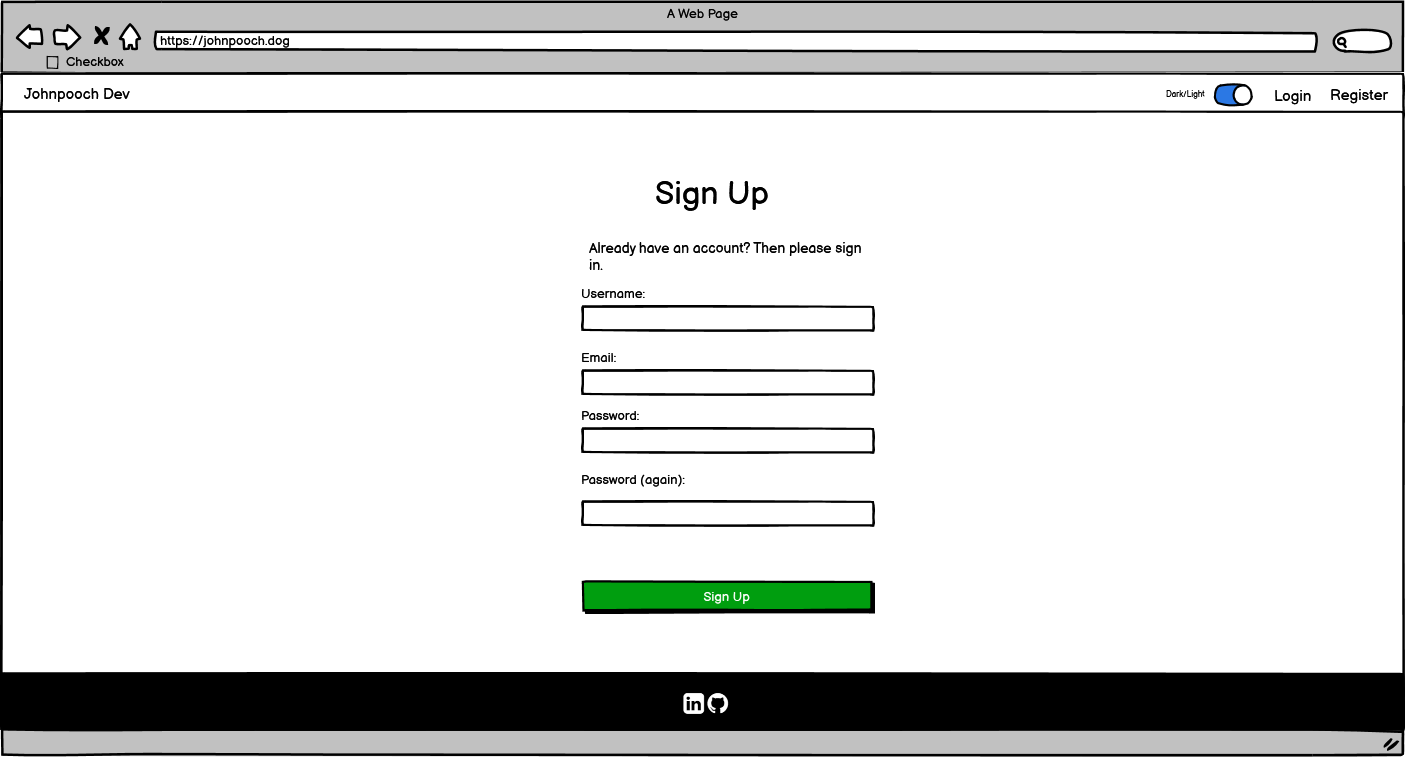 A Web Page
https://johnpooch.dog
Checkbox
Johnpooch Dev
Dark/Light
Login
Register
Sign Up
Already have an account? Then please sign
in.
Username:
Email:
Password:
Password (again):
Sign Up
in